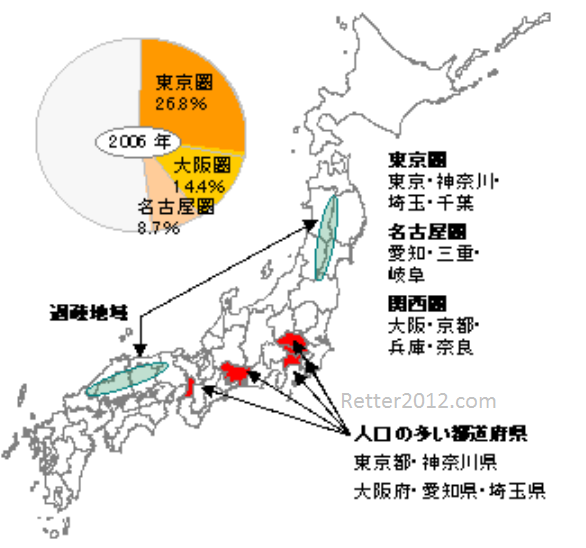 東京圏
26.8%
2006 年
大阪圏
14.4%
名古屋圏
8.7%
東京圏
東京・神奈川・
埼玉・千葉
名古屋圏
愛知・三重・
岐阜
関西圏
大阪・京都・
兵庫・奈良
過疎地域
Retter2012.com
人口の多い都道府県
東京都・神奈川県
大阪府・愛知県・埼玉県